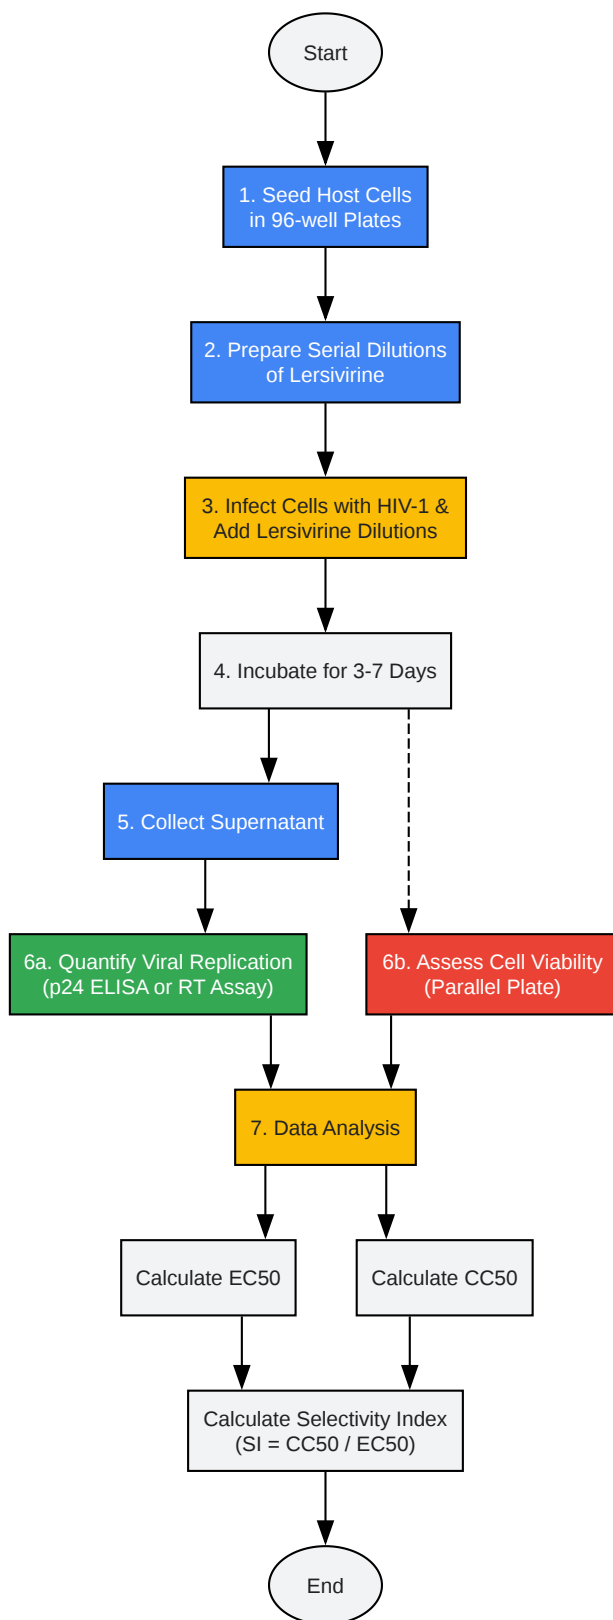 Start
1. Seed Host Cells
in 96-well Plates
2. Prepare Serial Dilutions
of Lersivirine
3. Infect Cells with HIV-1 &
Add Lersivirine Dilutions
4. Incubate for 3-7 Days
5. Collect Supernatant
6a. Quantify Viral Replication
(p24 ELISA or RT Assay)
6b. Assess Cell Viability
(Parallel Plate)
7. Data Analysis
Calculate EC50
Calculate CC50
Calculate Selectivity Index
(SI = CC50 / EC50)
End